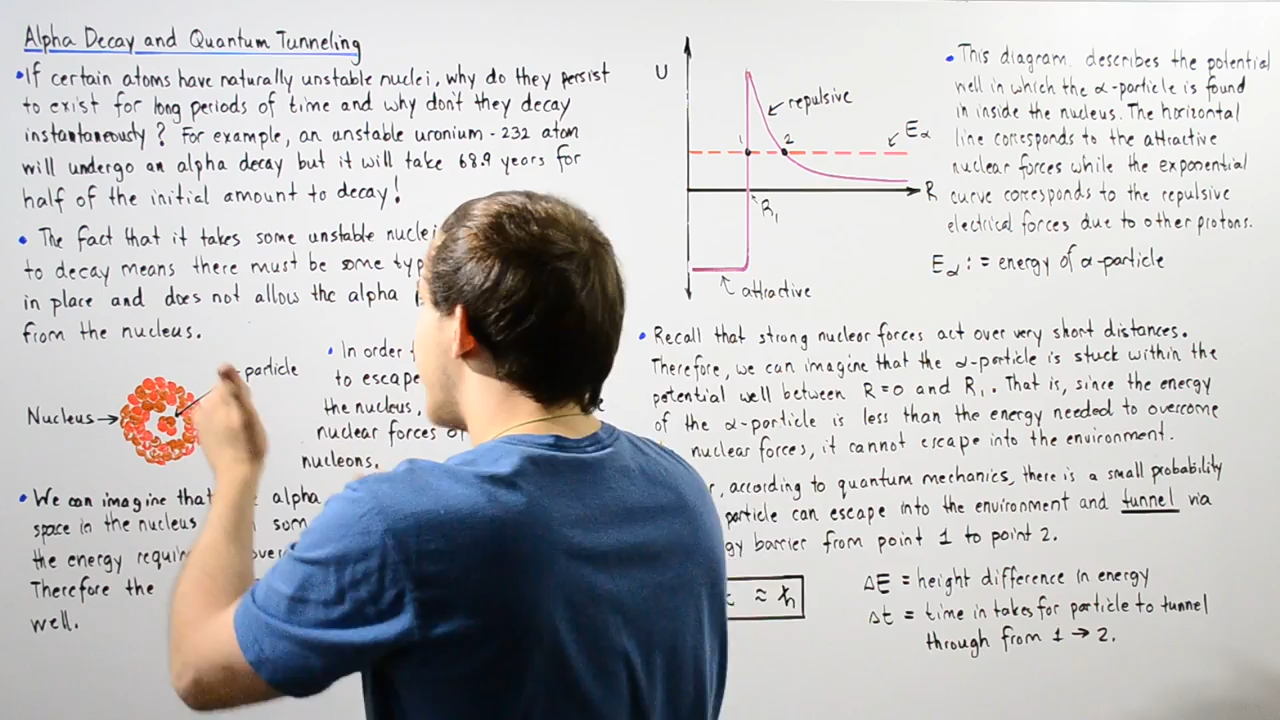 Alpha Decay and Quantum Tunneling
•If certain atoms have naturally unstable nuclei, why do they persist
to exist for long periods of time and why don't they decay
instantaneously? For example, an unstable uranium-232 atom
will undergo an alpha decay but it will take 68.9 years for
half of the initial amount to decay!
• The fact that it takes some unstable nuclei
to decay means there must be some
in place and does not allow the alpha
from the nucleus.
particle
Nucleus→
• In order
to escape
the nucleus,
nuclear forces
nucleons.
• We can imagine that alpha
space in the nucleus
the energy
Therefore the
well.
U
← repulsive
Eα
1
2
R
R₁
attractive
• This diagram describes the potential
well in which the α-particle is found
in inside the nucleus. The horizontal
line corresponds to the attractive
nuclear forces while the exponential
curve corresponds to the repulsive
electrical forces due to other protons.
Eα : = energy of α-particle
• Recall that strong nuclear forces act over very short distances.
Therefore, we can imagine that the α-particle is stuck within the
potential well between R=0 and R₁. That is, since the energy
of the α-particle is less than the energy needed to overcome
nuclear forces, it cannot escape into the environment.
, according to quantum mechanics, there is a small probability
particle can escape into the environment and tunnel via
barrier from point 1 to point 2.
≈ ℏ
ΔE = height difference in energy
Δt = time in takes for particle to tunnel
through from 1 → 2.